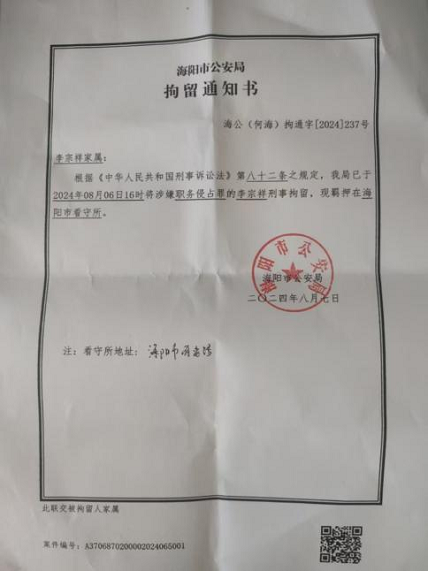 海阳市公安局
拘留通知书
海公（何海）拘通字[2024]237号
李宗祥家属：
根据《中华人民共和国刑事诉讼法》第八十二条之规定，我局已于
2024年08月06日16时将涉嫌职务侵占罪的李宗祥刑事拘留，现羁押在海
阳市看守所。
海阳市公安局
海阳市公安局
二〇二四年八月七日
注：看守所地址：海阳市
此联交被拘留人家属
案件编号：A3706870200002024065001